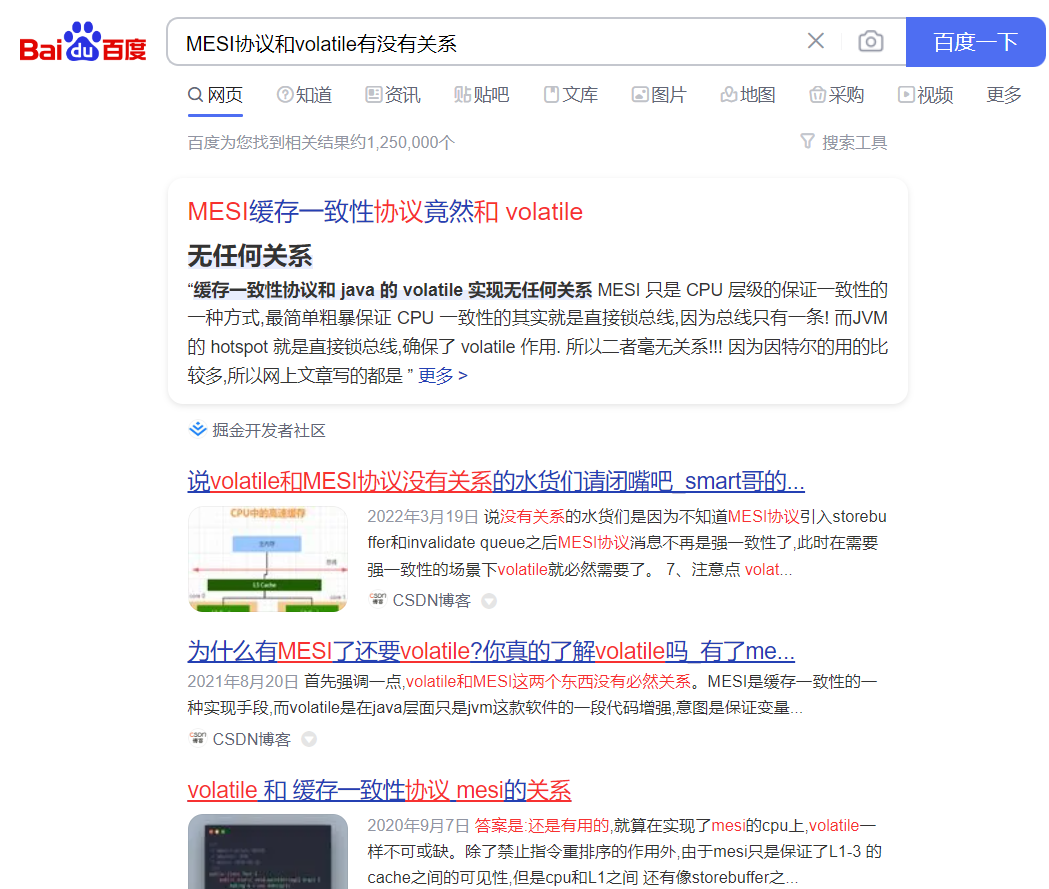 Bai du 百度
MESI协议和volatile有没有关系
百度一下
网页 知道 资讯 贴吧 文库 图片 地图 采购 视频 更多
百度为您找到相关结果约1,250,000个
搜索工具
MESI缓存一致性协议竟然和 volatile
无任何关系
“缓存一致性协议和 java 的 volatile 实现无任何关系 MESI 只是 CPU 层级的保证一致性的
一种方式,最简单粗暴保证 CPU 一致性的其实就是直接锁总线,因为总线只有一条! 而JVM
的 hotspot 就是直接锁总线,确保了 volatile 作用. 所以二者毫无关系!!! 因为因特尔的用的比
较多,所以网上文章写的都是 ” 更多 >
掘金开发者社区
说volatile和MESI协议没有关系的水货们请闭嘴吧_smart哥的...
CPU中的高速缓存
主内存
总线
L3 Cache
core 0
core 1
2022年3月19日 说没有关系的水货们是因为不知道MESI协议引入storebu
ffer和invalidate queue之后MESI协议消息不再是强一致性了,此时在需要
强一致性的场景下volatile就必然需要了。 7、注意点 volat...
CSDN博客
为什么有MESI了还要volatile?你真的了解volatile吗_有了me...
2021年8月20日 首先强调一点,volatile和MESI这两个东西没有必然关系。MESI是缓存一致性的一
种实现手段,而volatile是在java层面只是jvm这款软件的一段代码增强,意图是保证变量...
CSDN博客
volatile 和 缓存一致性协议 mesi的关系
2020年9月7日 答案是:还是有用的,就算在实现了mesi的cpu上,volatile一
样不可或缺。除了禁止指令重排序的作用外,由于mesi只是保证了L1-3 的
cache之间的可见性,但是cpu和L1之间 还有像storebuffer之...